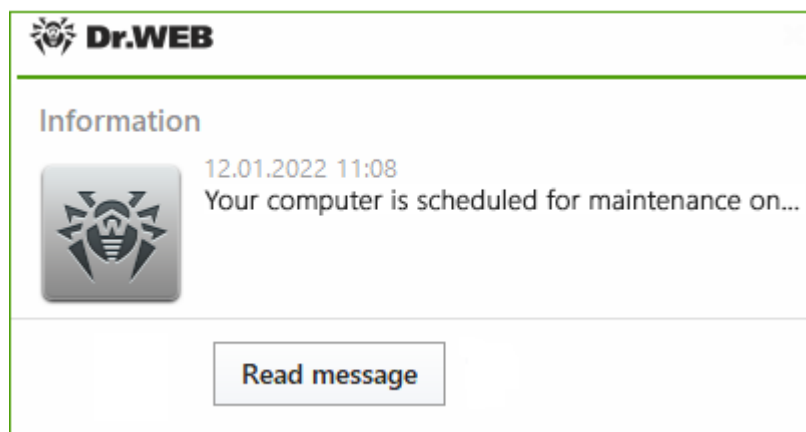 Dr.WEB
Information
12.01.2022 11:08
Your computer is scheduled for maintenance on...
Read message